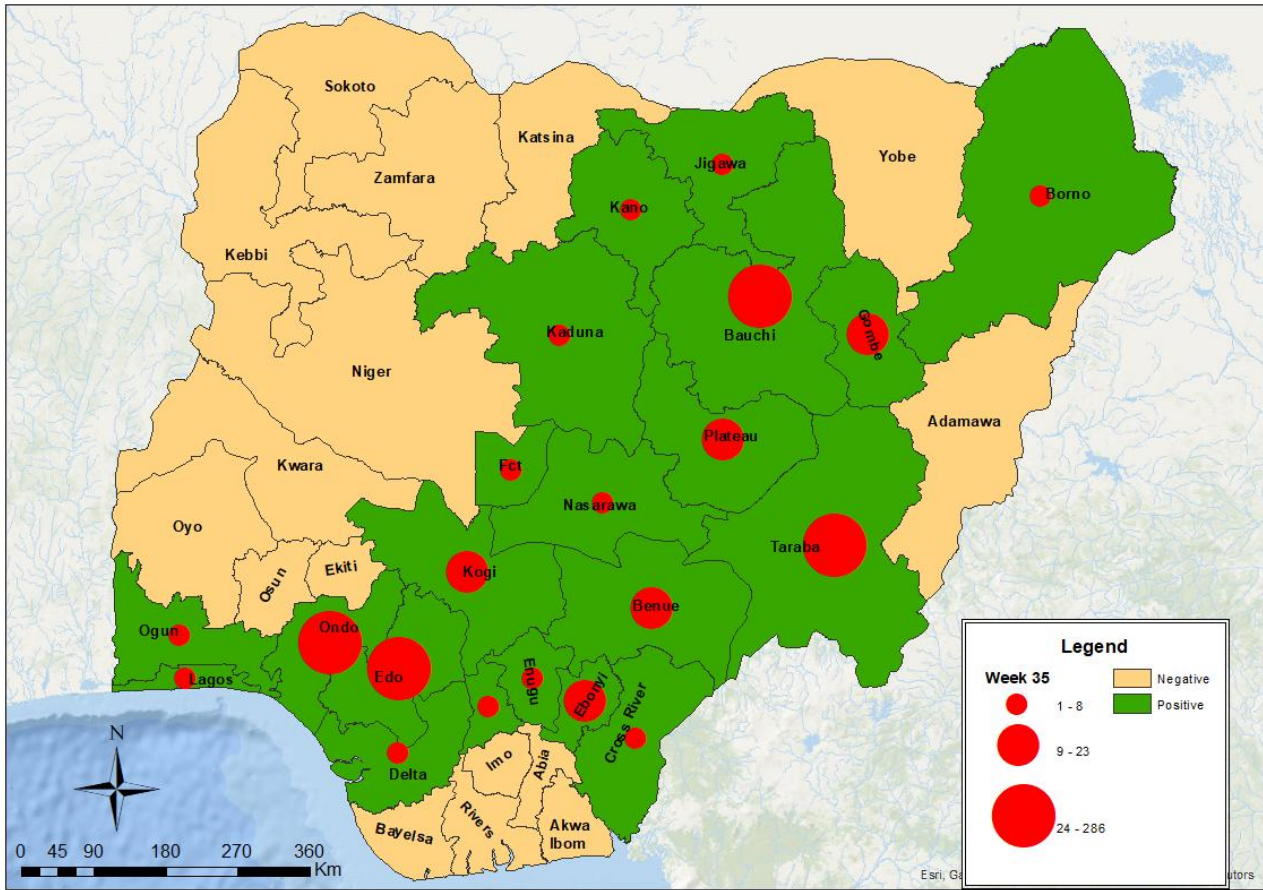 Sokoto
Katsina
Zamfara
Kebbi
Jigawa
Kano
Yobe
Borno
Kaduna
Bauchi
Gombe
Niger
Adamawa
Plateau
Kwara
Fct
Nasarawa
Oyo
Taraba
Osun
Ekiti
Kogi
Benue
Ogun
Ondo
Edo
Lagos
Enugu
Ebonyi
Cross River
Delta
Imo
Abia
Bayelsa
Rivers
Akwa
Ibom
N
0 45 90 180 270 360
Km
Legend
Week 35
1 - 8
9 - 23
24 - 286
Negative
Positive
Esri,